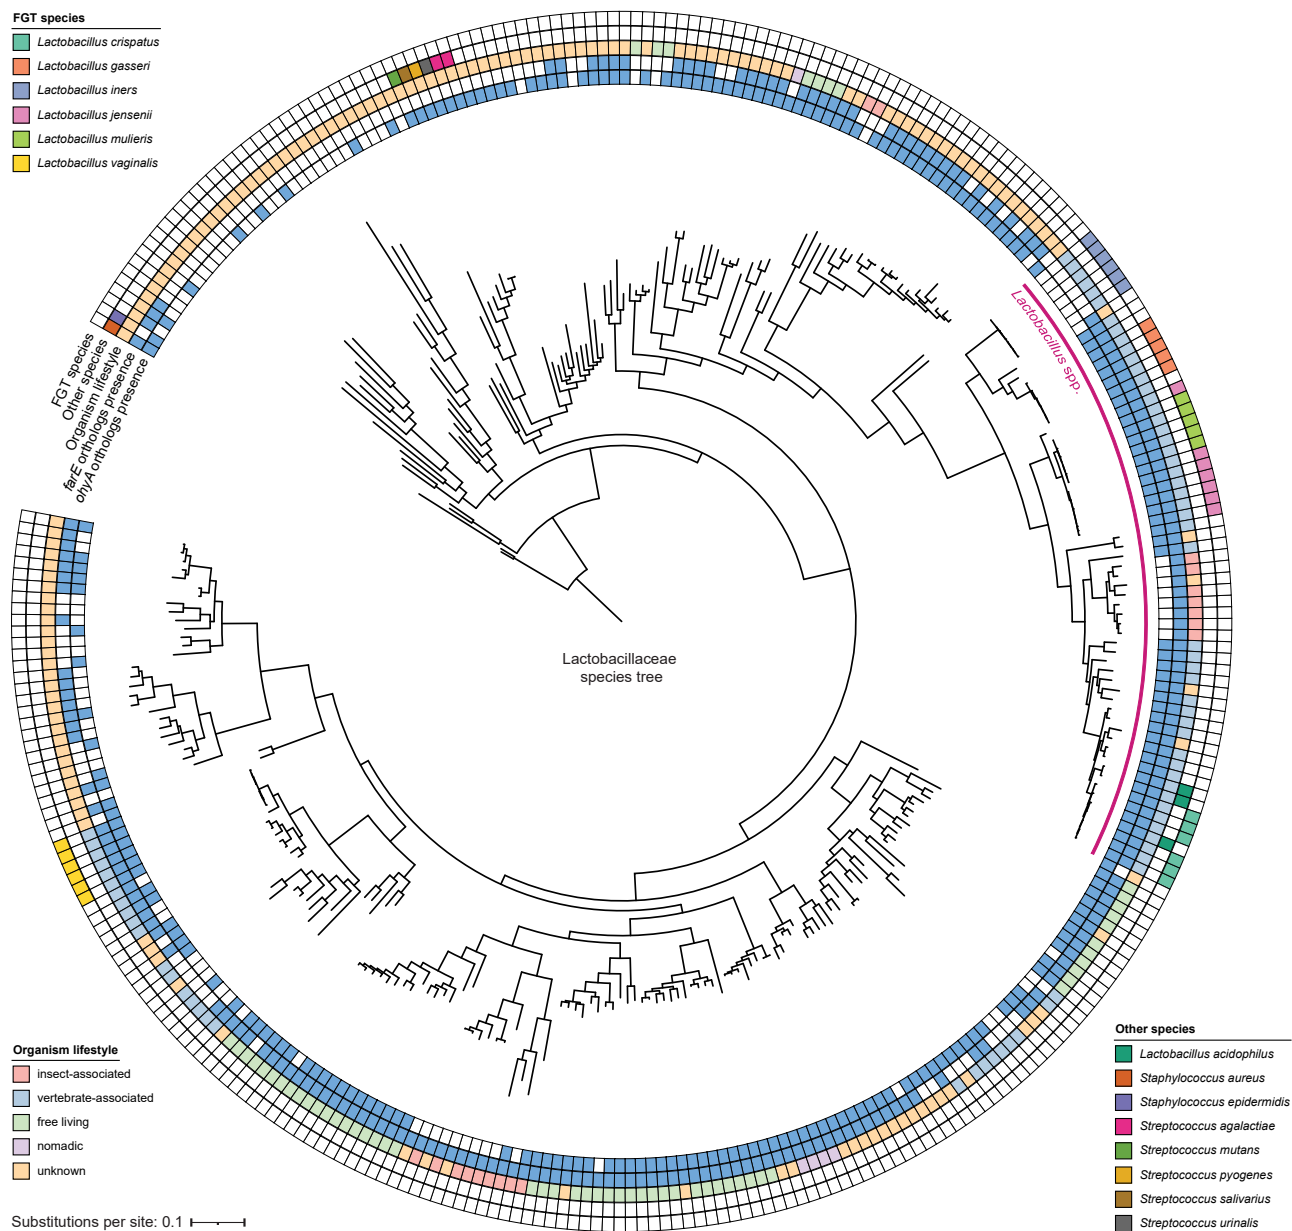 FGT species
Lactobacillus crispatus
Lactobacillus gasseri
Lactobacillus iners
Lactobacillus jensenii
Lactobacillus mulieris
Lactobacillus vaginalis
FGT species
Other species
Organism lifestyle
farE orthologs presence
ohyA orthologs presence
Lactobacillus spp.
Lactobacillaceae
species tree
Organism lifestyle
insect-associated
vertebrate-associated
free living
nomadic
unknown
Substitutions per site: 0.1
Other species
Lactobacillus acidophilus
Staphylococcus aureus
Staphylococcus epidermidis
Streptococcus agalactiae
Streptococcus mutans
Streptococcus pyogenes
Streptococcus salivarius
Streptococcus urinalis